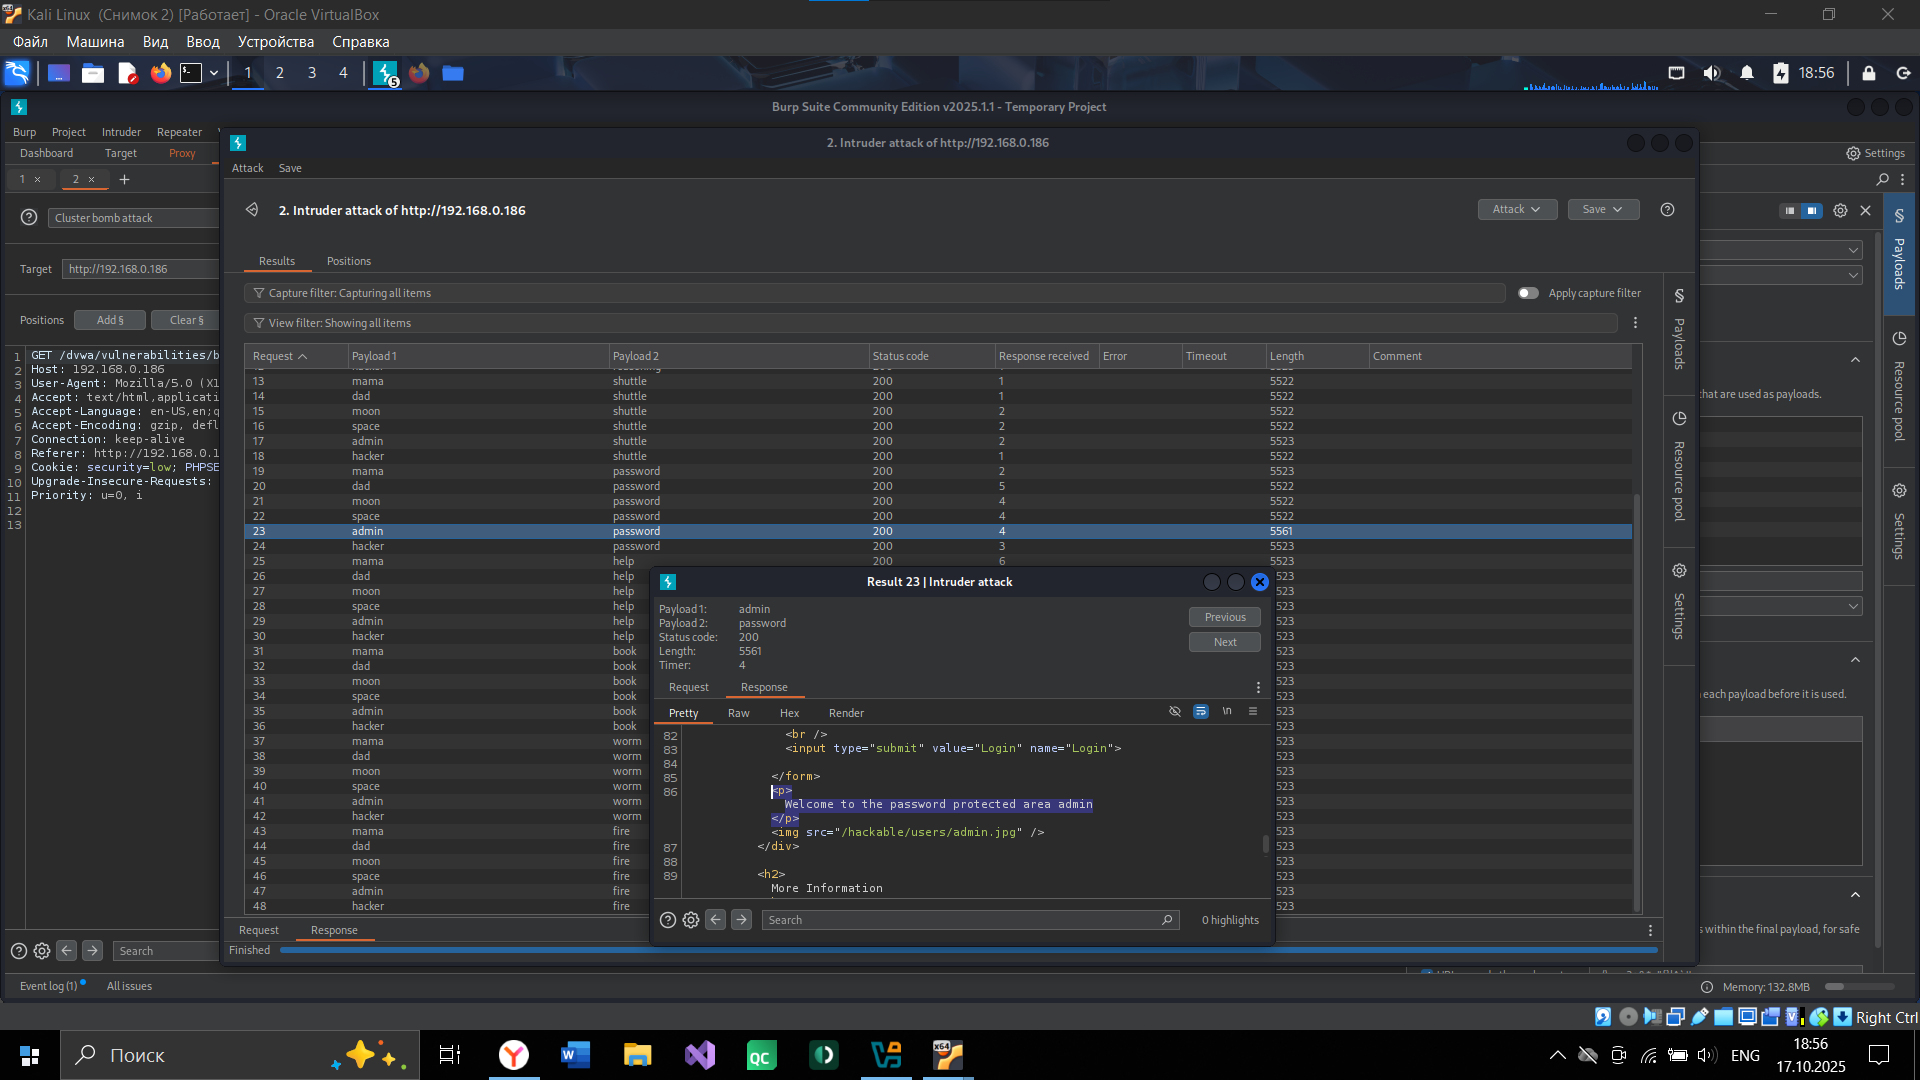 Kali Linux (Снимок 2) [Работает] - Oracle VirtualBox
Файл Машина Вид Ввод Устройства Справка
1 2 3 4 5 18:56
Burp Suite Community Edition v2025.1.1 - Temporary Project
Burp Project Intruder Repeater
2. Intruder attack of http://192.168.0.186
Dashboard Target Proxy Settings
Attack Save
1 × 2 × +
2. Intruder attack of http://192.168.0.186 Attack Save
Cluster bomb attack
Results Positions
Target http://192.168.0.186
Capture filter: Capturing all items Apply capture filter
Positions Add § Clear §
View filter: Showing all items
Request Payload 1 Payload 2 Status code Response received Error Timeout Length Comment
13 mama shuttle 200 1 5522
14 dad shuttle 200 1 5522
15 moon shuttle 200 2 5522
16 space shuttle 200 2 5522
17 admin shuttle 200 2 5523
18 hacker shuttle 200 1 5522
19 mama password 200 2 5523
20 dad password 200 5 5522
21 moon password 200 4 5522
22 space password 200 4 5522
23 admin password 200 4 5561
24 hacker password 200 3 5523
25 mama help 200 6
26 dad help 523
27 moon help 523
28 space help 523
29 admin help 523
30 hacker help 523
31 mama book 523
32 dad book 523
33 moon book 523
34 space book 523
35 admin book 523
36 hacker book 523
37 mama worm 523
38 dad worm 523
39 moon worm 523
40 space worm 523
41 admin worm 523
42 hacker worm 523
43 mama fire 523
44 dad fire 523
45 moon fire 523
46 space fire 523
47 admin fire 523
48 hacker fire 523
1 GET /dvwa/vulnerabilities/b
2 Host: 192.168.0.186
3 User-Agent: Mozilla/5.0 (X1
4 Accept: text/html,applicati
5 Accept-Language: en-US,en;q
6 Accept-Encoding: gzip, defl
7 Connection: keep-alive
8 Referer: http://192.168.0.1
9 Cookie: security=low; PHPSE
10 Upgrade-Insecure-Requests:
11 Priority: u=0, i
12
13
Result 23 | Intruder attack
Payload 1: admin
Payload 2: password
Status code: 200
Length: 5561
Timer: 4
Previous
Next
Request Response
Pretty Raw Hex Render \n
82 <br />
83 <input type="submit" value="Login" name="Login">
84
85 </form>
86 <p>
Welcome to the password protected area admin
</p>
<img src="/hackable/users/admin.jpg" />
87 </div>
88
89 <h2>
More Information
Search 0 highlights
Request Response
Finished
Search
§ Payloads
Resource pool
Settings
§ Payloads
Resource pool
Settings
that are used as payloads.
each payload before it is used.
s within the final payload, for safe
Event log (1) All issues Memory: 132.8MB
Right Ctrl
Поиск ENG
18:56
17.10.2025